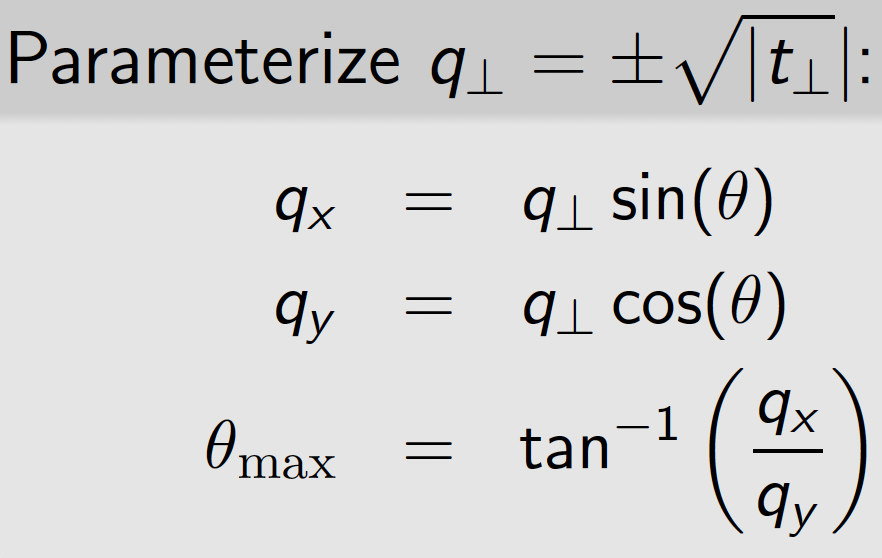 Parameterize q⊥ = ±√|t⊥|:
qx = q⊥ sin(θ)
qy = q⊥ cos(θ)
θmax = tan⁻¹ (qx/qy)